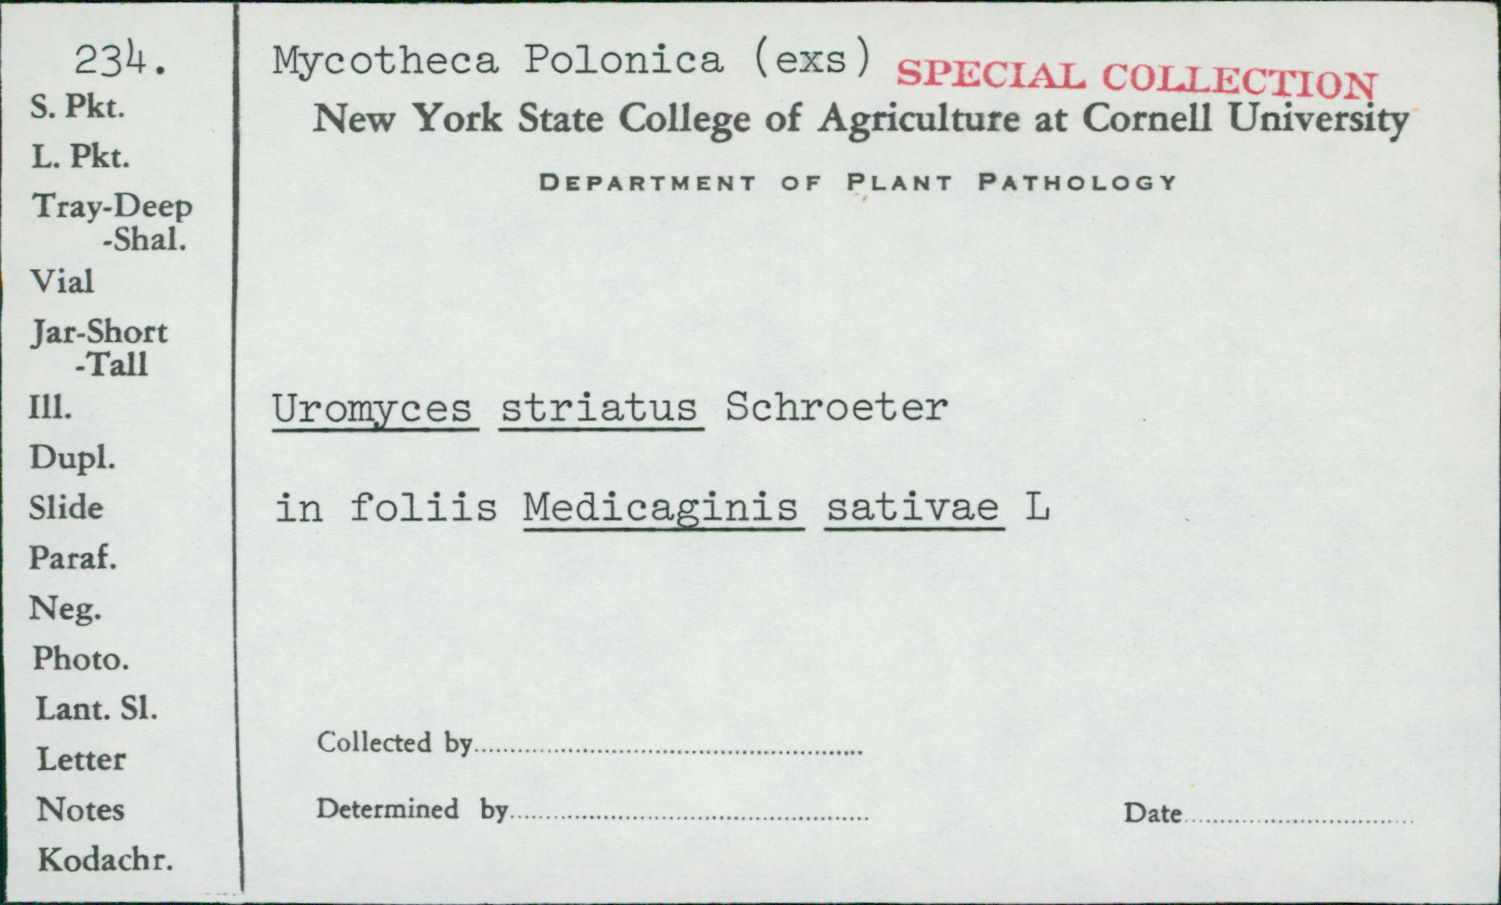 234.
S. Pkt.
L. Pkt.
Tray-Deep
-Shal.
Vial
Jar-Short
-Tall
Ill.
Dupl.
Slide
Paraf.
Neg.
Photo.
Lant. Sl.
Letter
Notes
Kodachr.
Mycotheca Polonica (exs)
SPECIAL COLLECTION
New York State College of Agriculture at Cornell University
DEPARTMENT OF PLANT PATHOLOGY
Uromyces striatus Schroeter
in foliis Medicaginis sativae L
Collected by
Determined by
Date